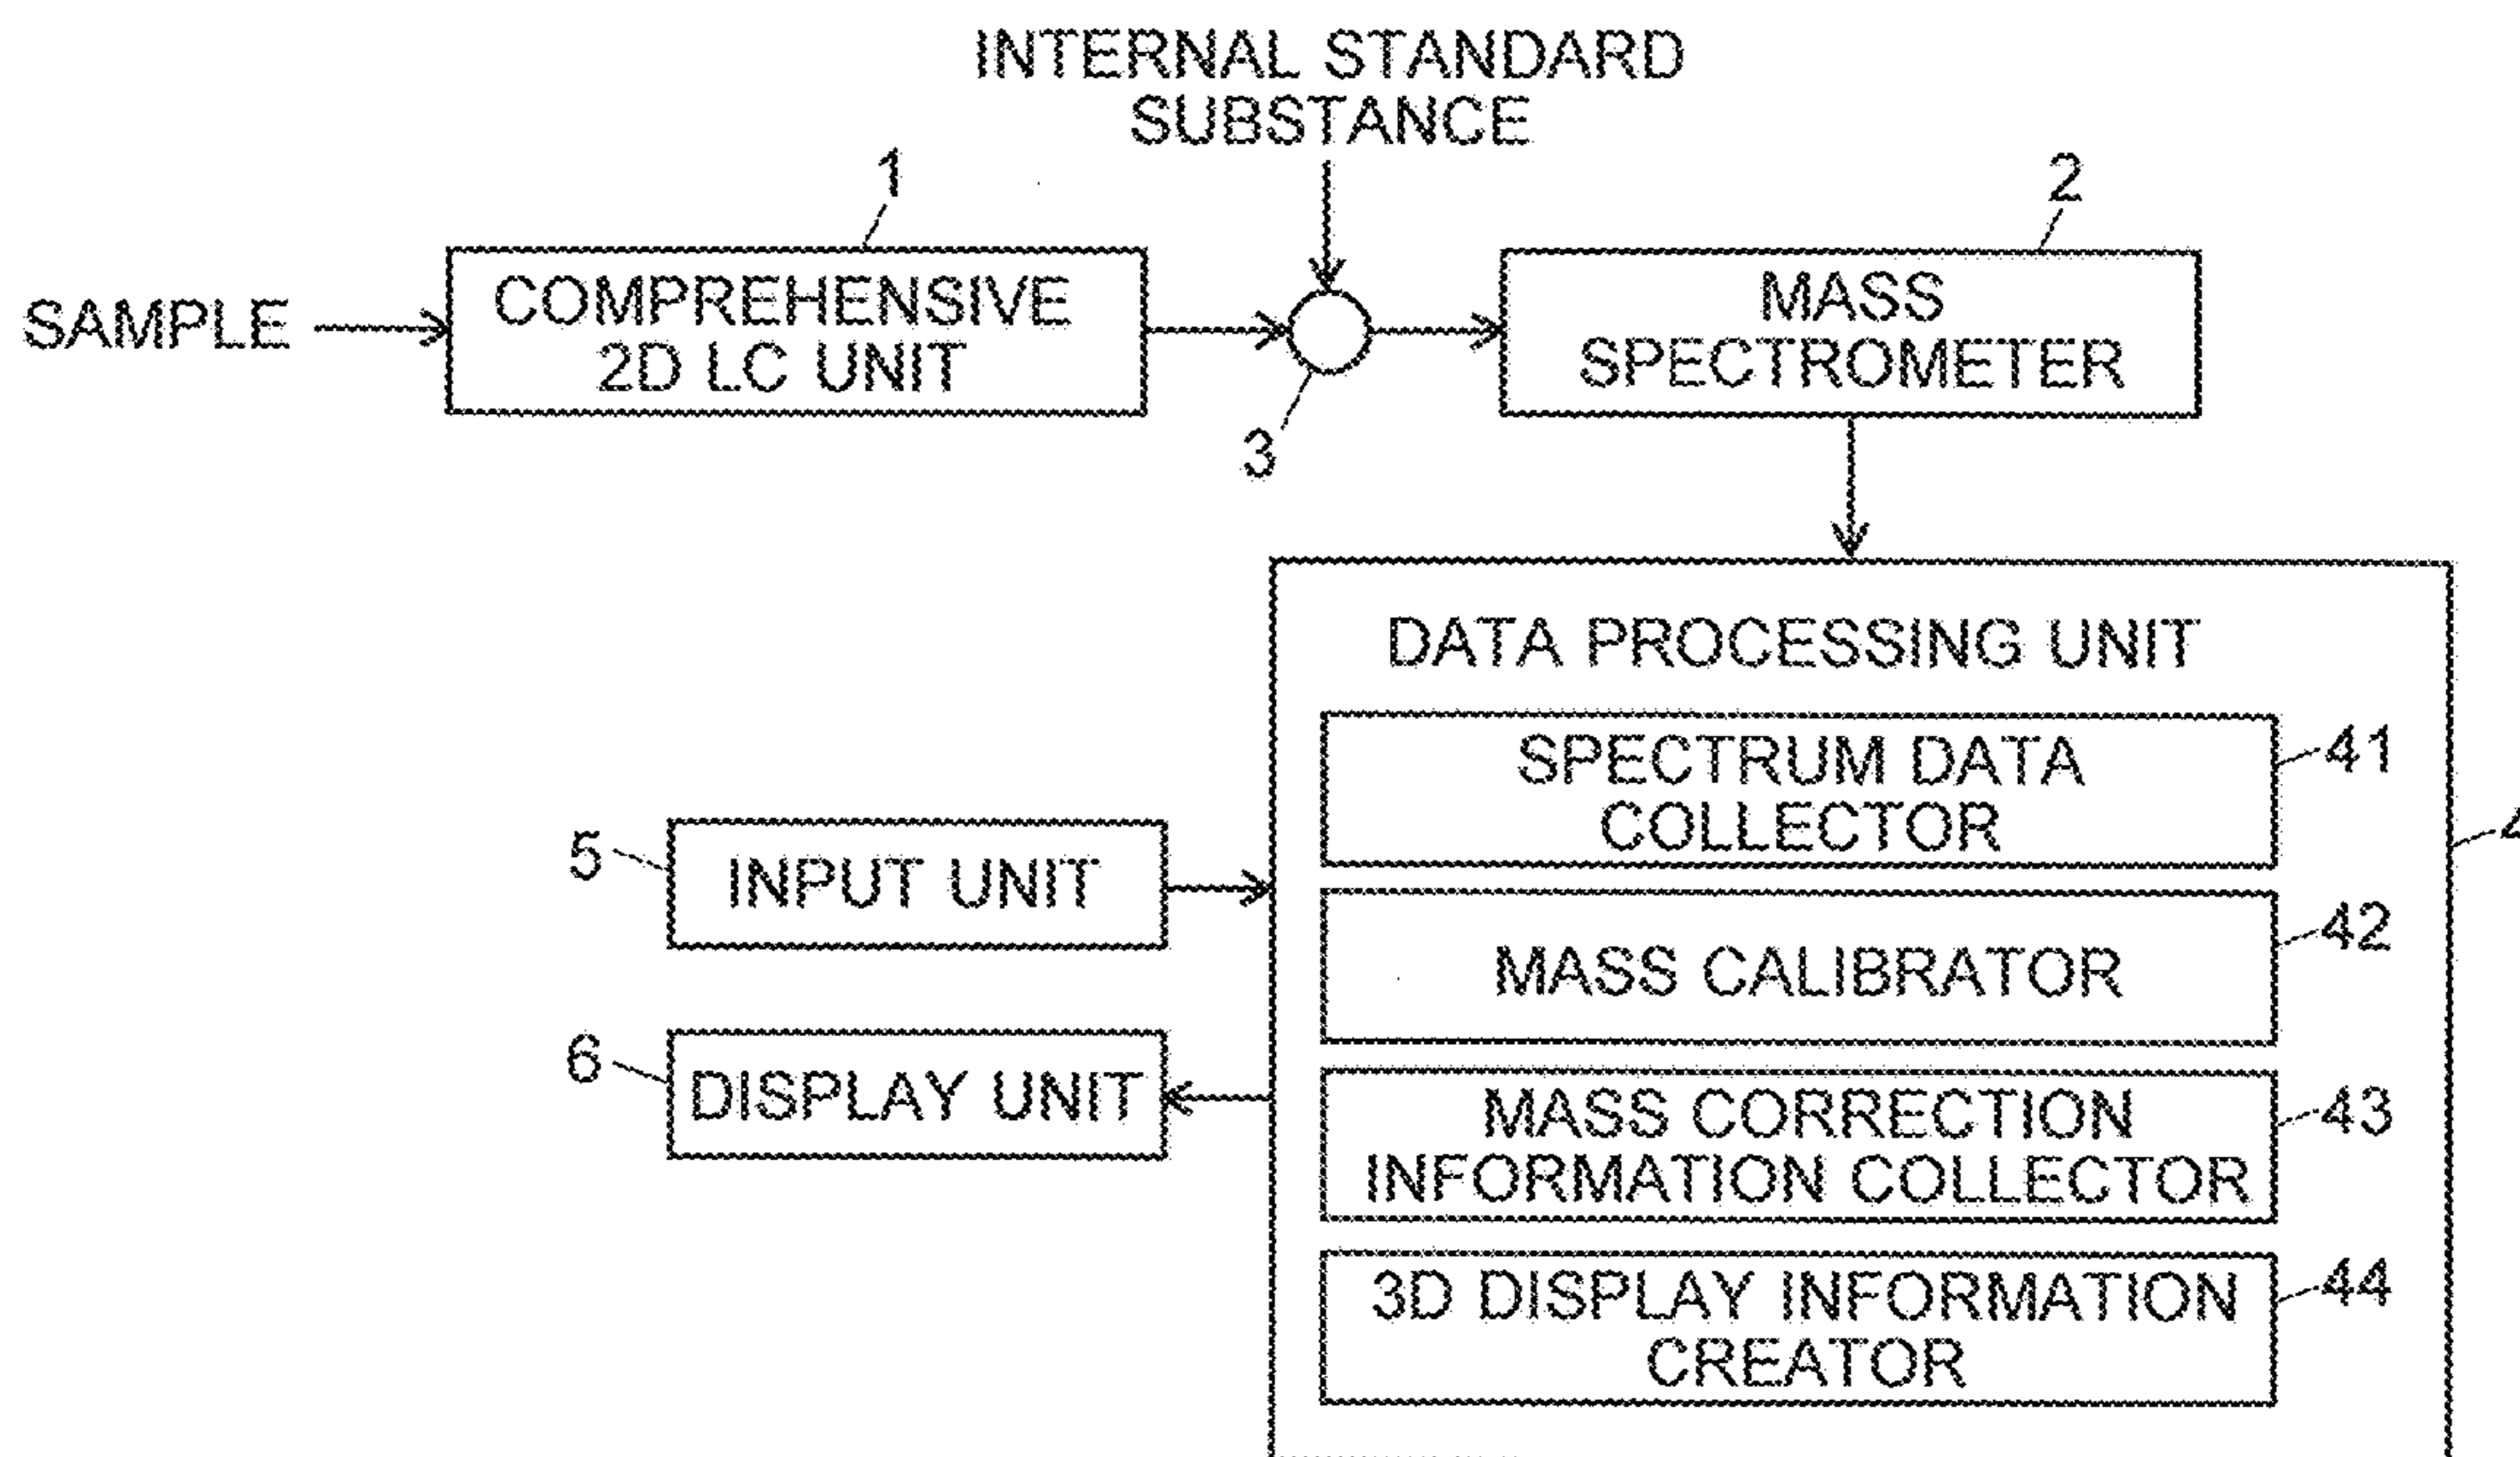 INTERNAL STANDARD
SUBSTANCE
1
2
SAMPLE
COMPREHENSIVE
2D LC UNIT
MASS
SPECTROMETER
3
DATA PROCESSING UNIT
SPECTRUM DATA
COLLECTOR
41
4
5
INPUT UNIT
MASS CALIBRATOR
42
6
DISPLAY UNIT
MASS CORRECTION
INFORMATION COLLECTOR
43
3D DISPLAY INFORMATION
CREATOR
44